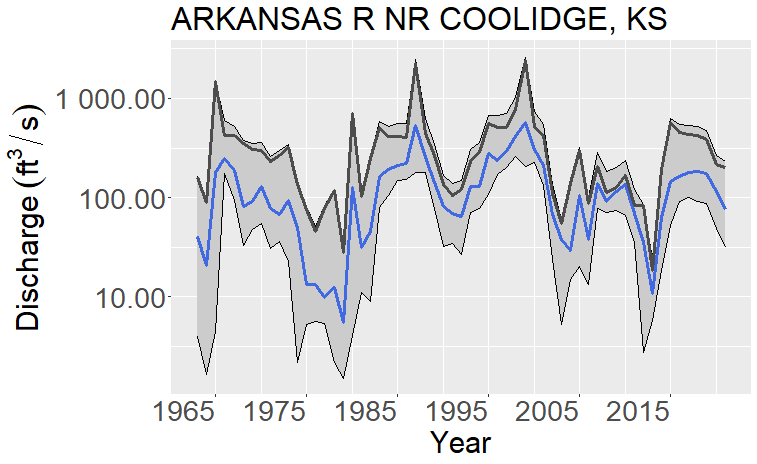 ARKANSAS R NR COOLIDGE, KS
Discharge (ft³/s)
1 000.00
100.00
10.00
1965 1975 1985 1995 2005 2015
Year